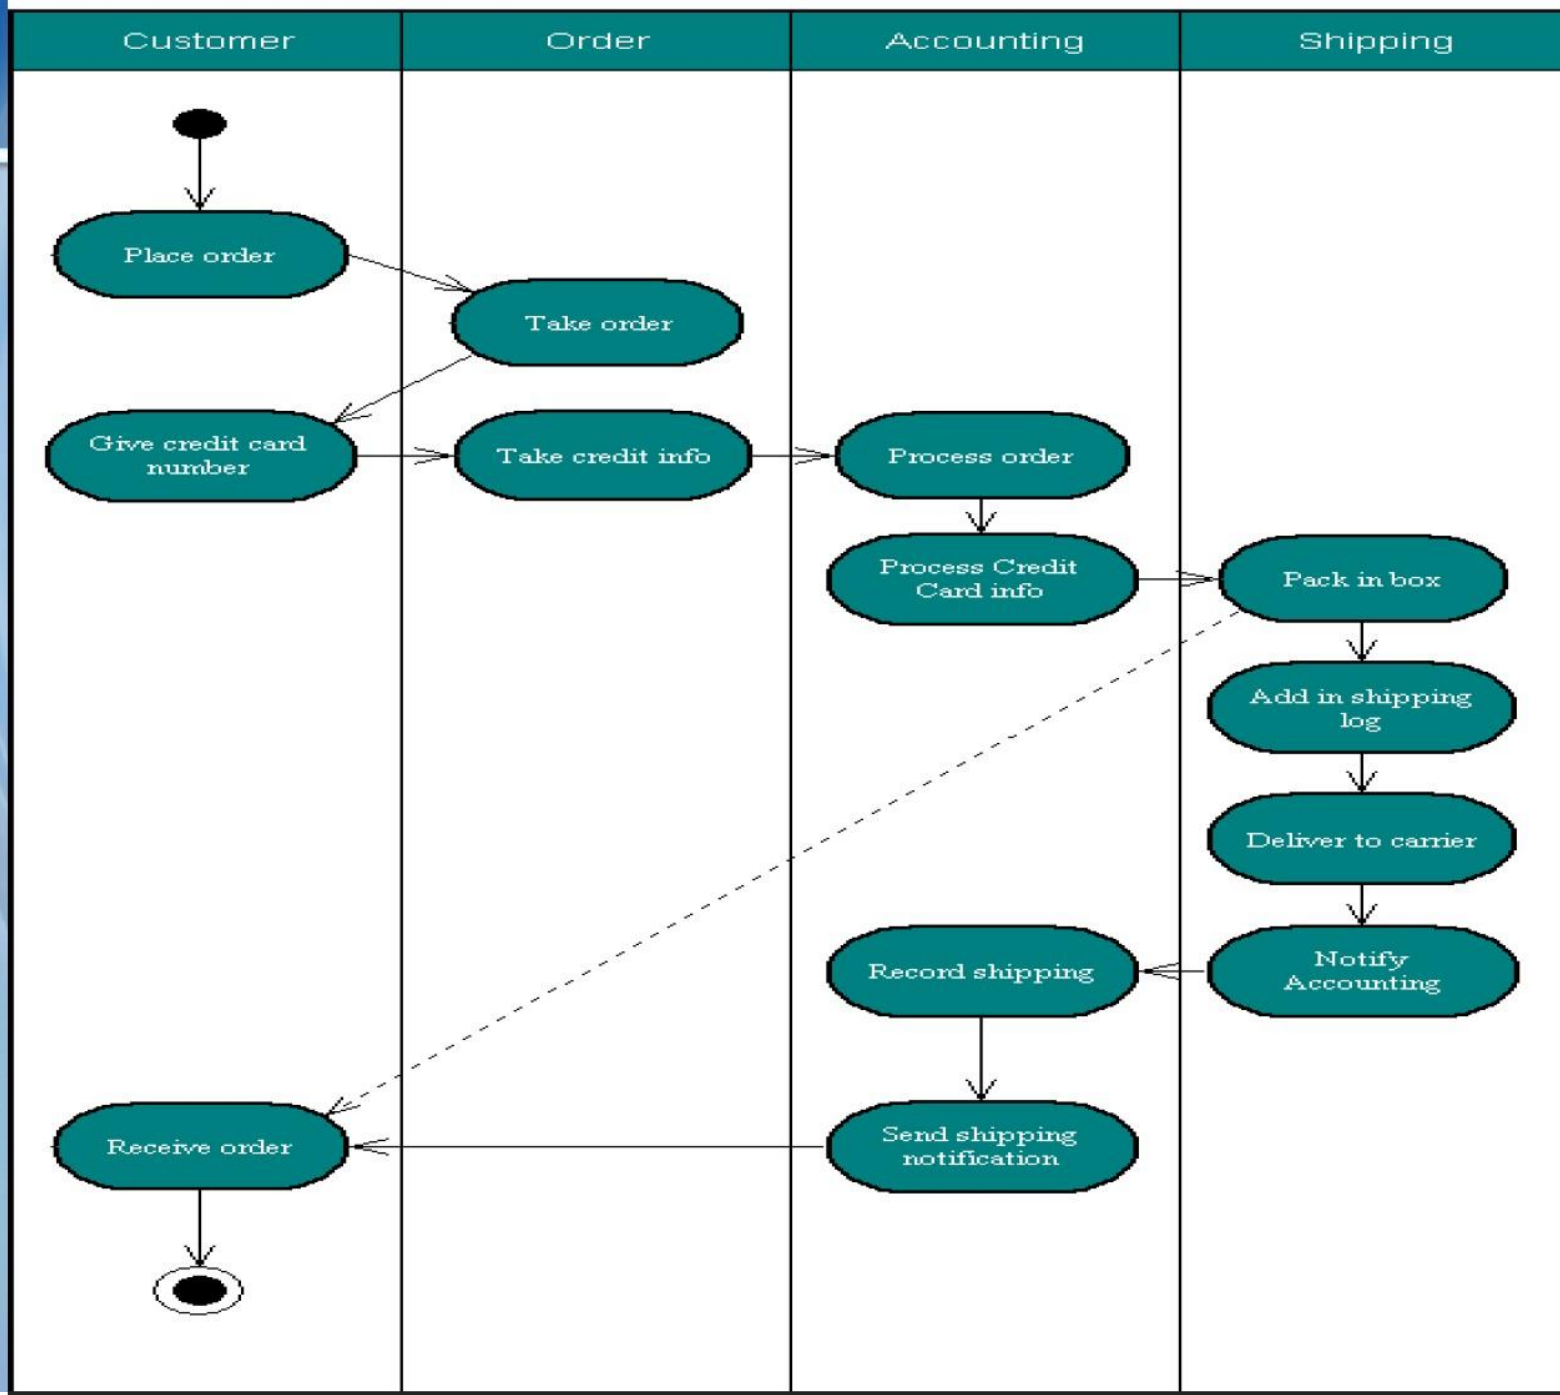 Customer
Order
Accounting
Shipping
Place order
Take order
Give credit card
number
Take credit info
Process order
Process Credit
Card info
Pack in box
Add in shipping
log
Deliver to carrier
Notify
Accounting
Record shipping
Send shipping
notification
Receive order